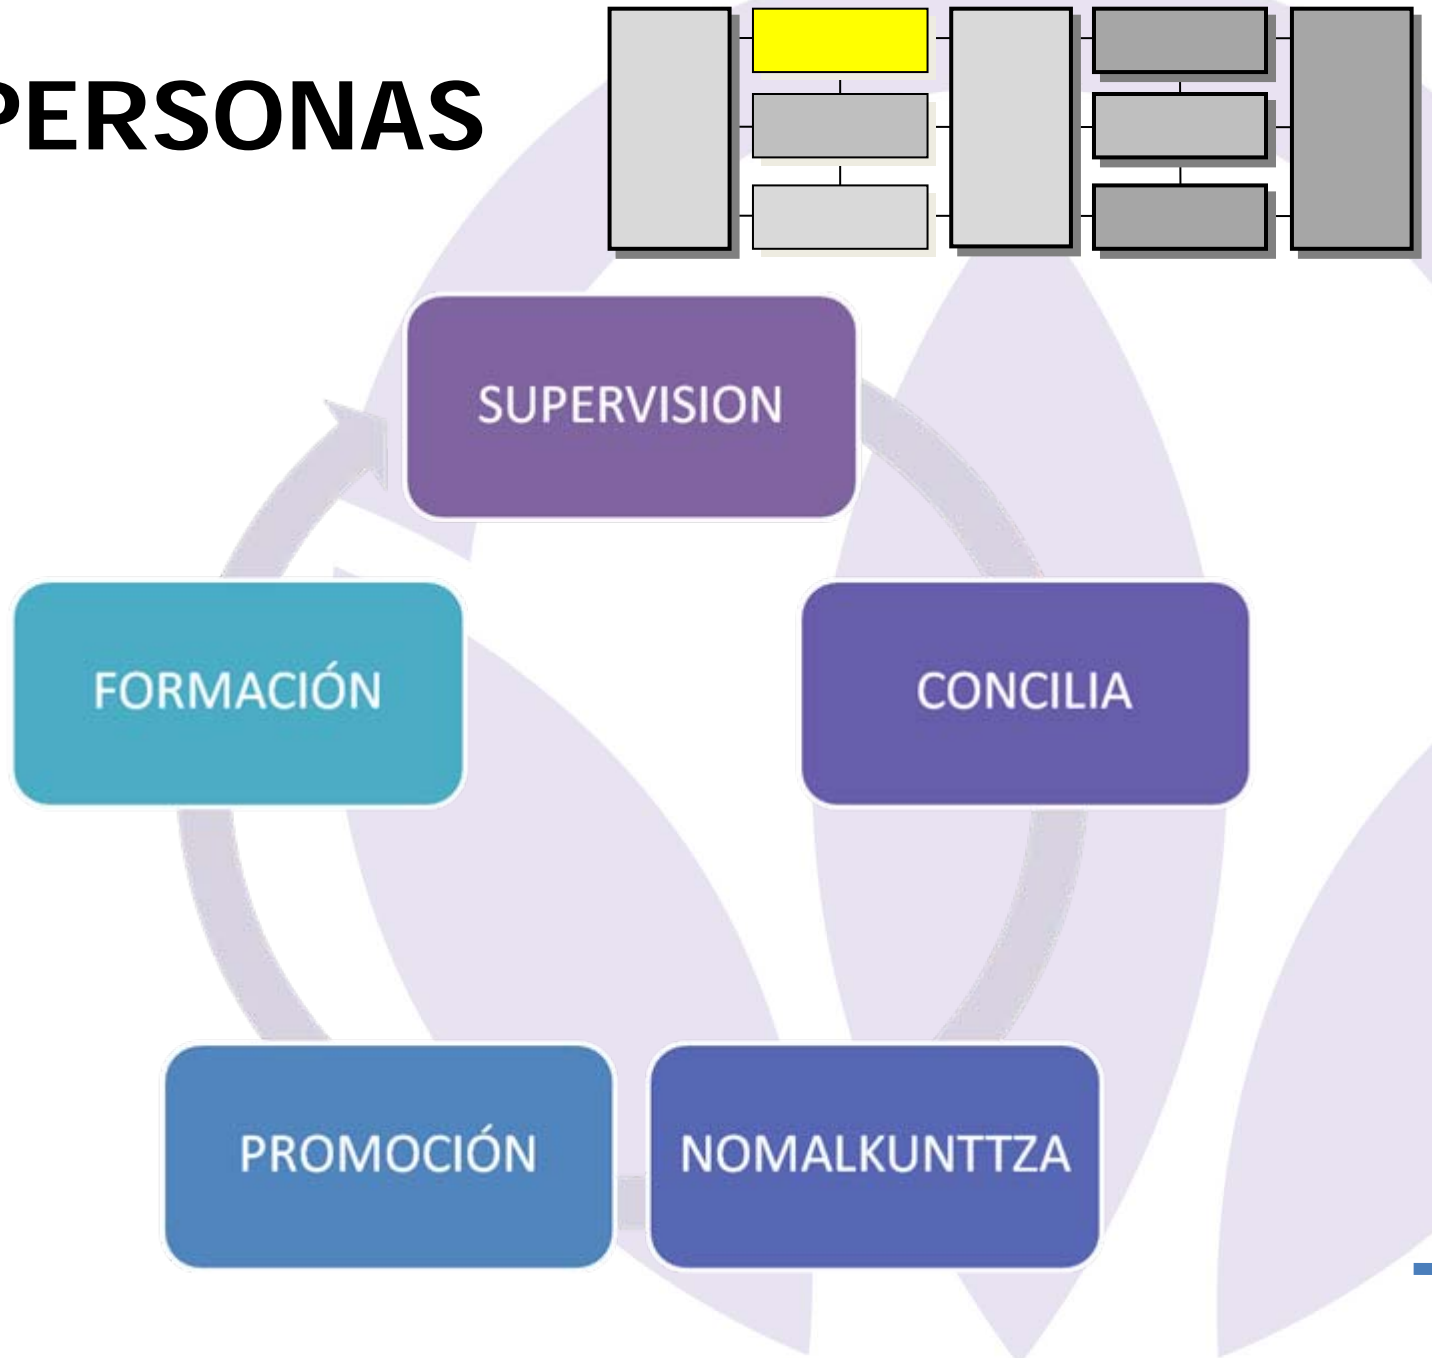 PERSONAS
SUPERVISION
FORMACIÓN
CONCILIA
PROMOCIÓN
NOMALKUNTTZA